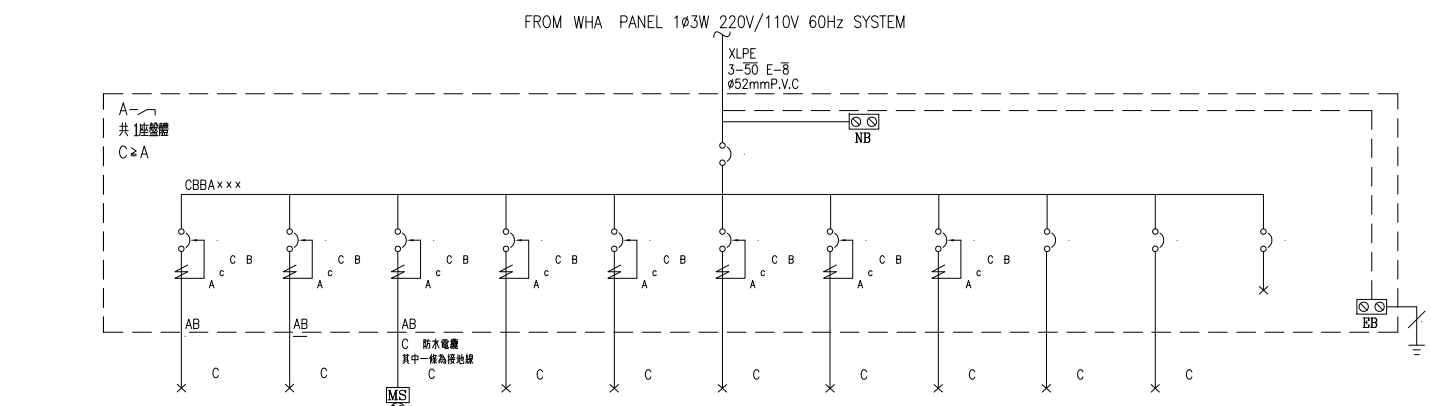 FROM WHA PANEL 1ø3W 220V/110V 60Hz SYSTEM
XLPE
3-50 E-8
ø52mmP.V.C
A
共 1座盤體
C≥A
NB
CBBA×××
C B C B C B C B C B C B C B C B
c c c c c c c c
A A A A A A A A
EB
AB AB AB
C 防水電纜
其中一條為接地線
C C C C C C C C C C
MS